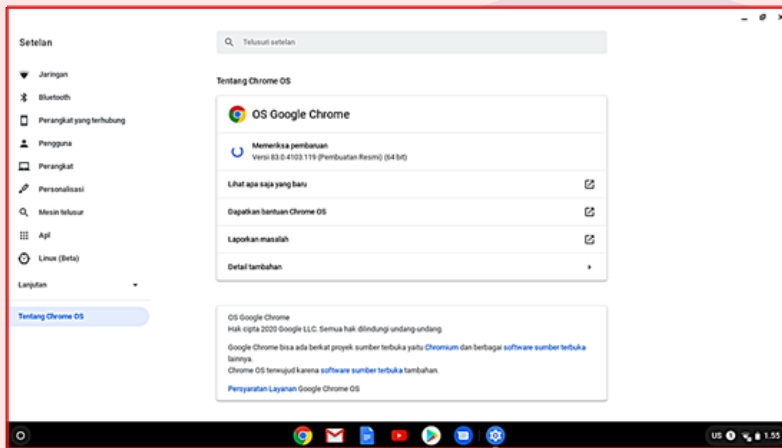 Setelan
Telusuri setelan
Jaringan
Bluetooth
Perangkat yang terhubung
Pengguna
Perangkat
Personalisasi
Mesin telusur
Apl
Linux (Beta)
Lanjutan
Tentang Chrome OS
Tentang Chrome OS
OS Google Chrome
Memeriksa pembaruan
Versi 83.0.4103.119 (Pembuatan Resmi) (64 bit)
Lihat apa saja yang baru
Dapatkan bantuan Chrome OS
Laporkan masalah
Detail tambahan
OS Google Chrome
Hak cipta 2020 Google LLC. Semua hak dilindungi undang-undang.
Google Chrome bisa ada berkat proyek sumber terbuka yaitu Chromium dan berbagai software sumber terbuka
lainnya.
Chrome OS terwujud karena software sumber terbuka tambahan.
Persyaratan Layanan Google Chrome OS
US
1.55